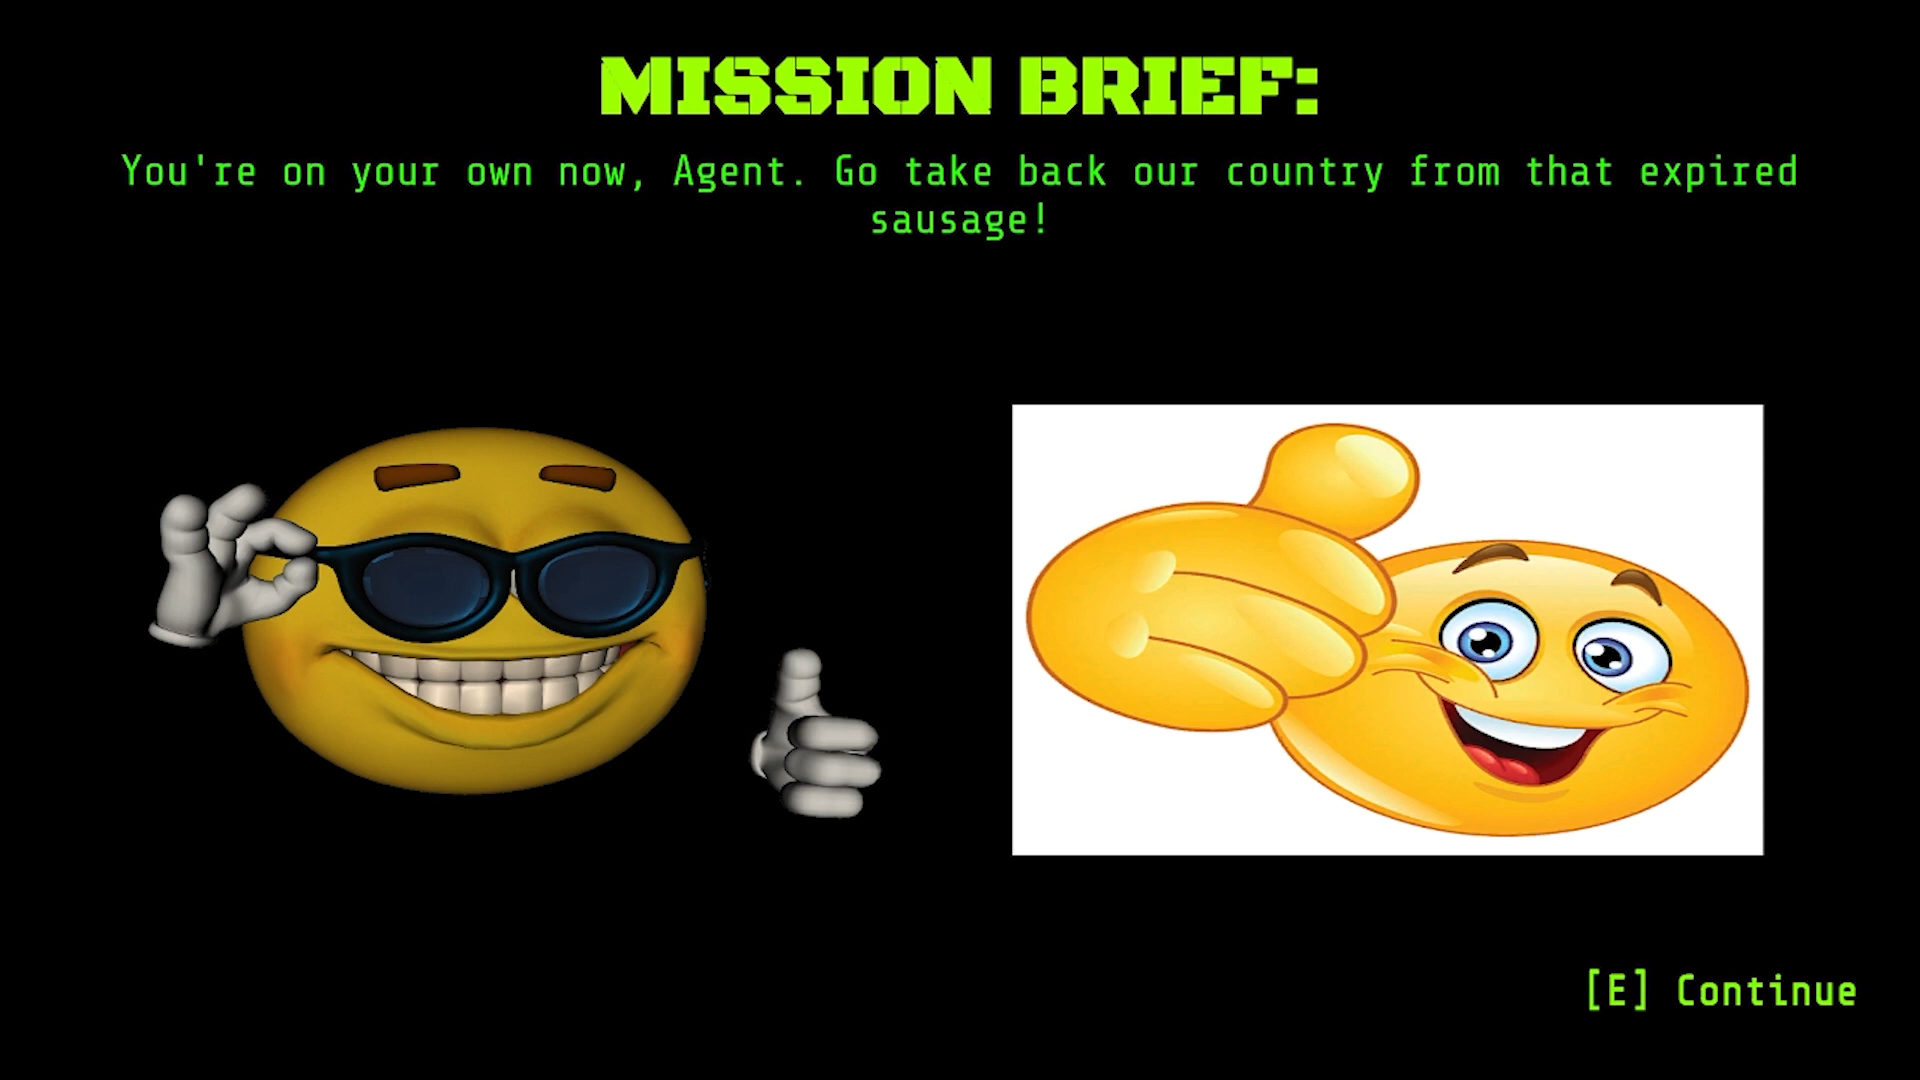 MISSION BRIEF:
You're on your own now, Agent. Go take back our country from that expired
sausage!
[E] Continue